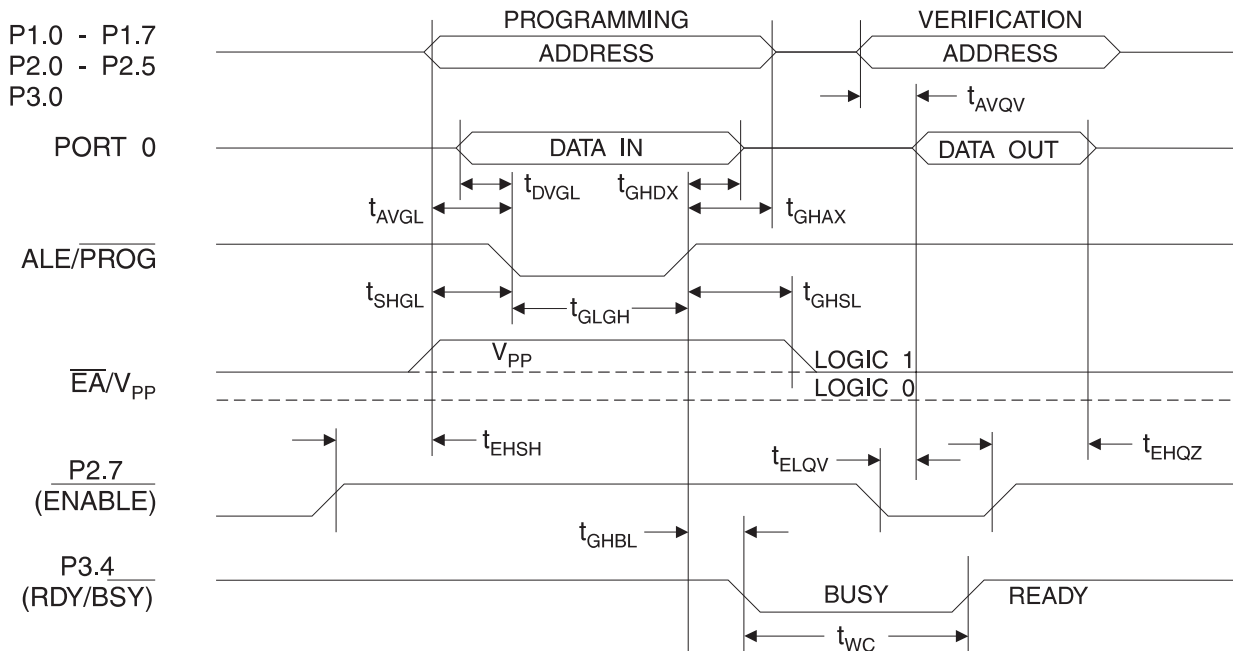 PROGRAMMING
VERIFICATION
P1.0 - P1.7
P2.0 - P2.5
P3.0
ADDRESS
ADDRESS
tAVQV
PORT 0
DATA IN
DATA OUT
tDVGL
tGHDX
tAVGL
tGHAX
ALE/PROG
tSHGL
tGLGH
tGHSL
VPP
LOGIC 1
EA/VPP
LOGIC 0
tEHSH
tELQV
tEHQZ
P2.7
(ENABLE)
tGHBL
P3.4
(RDY/BSY)
BUSY
READY
tWC